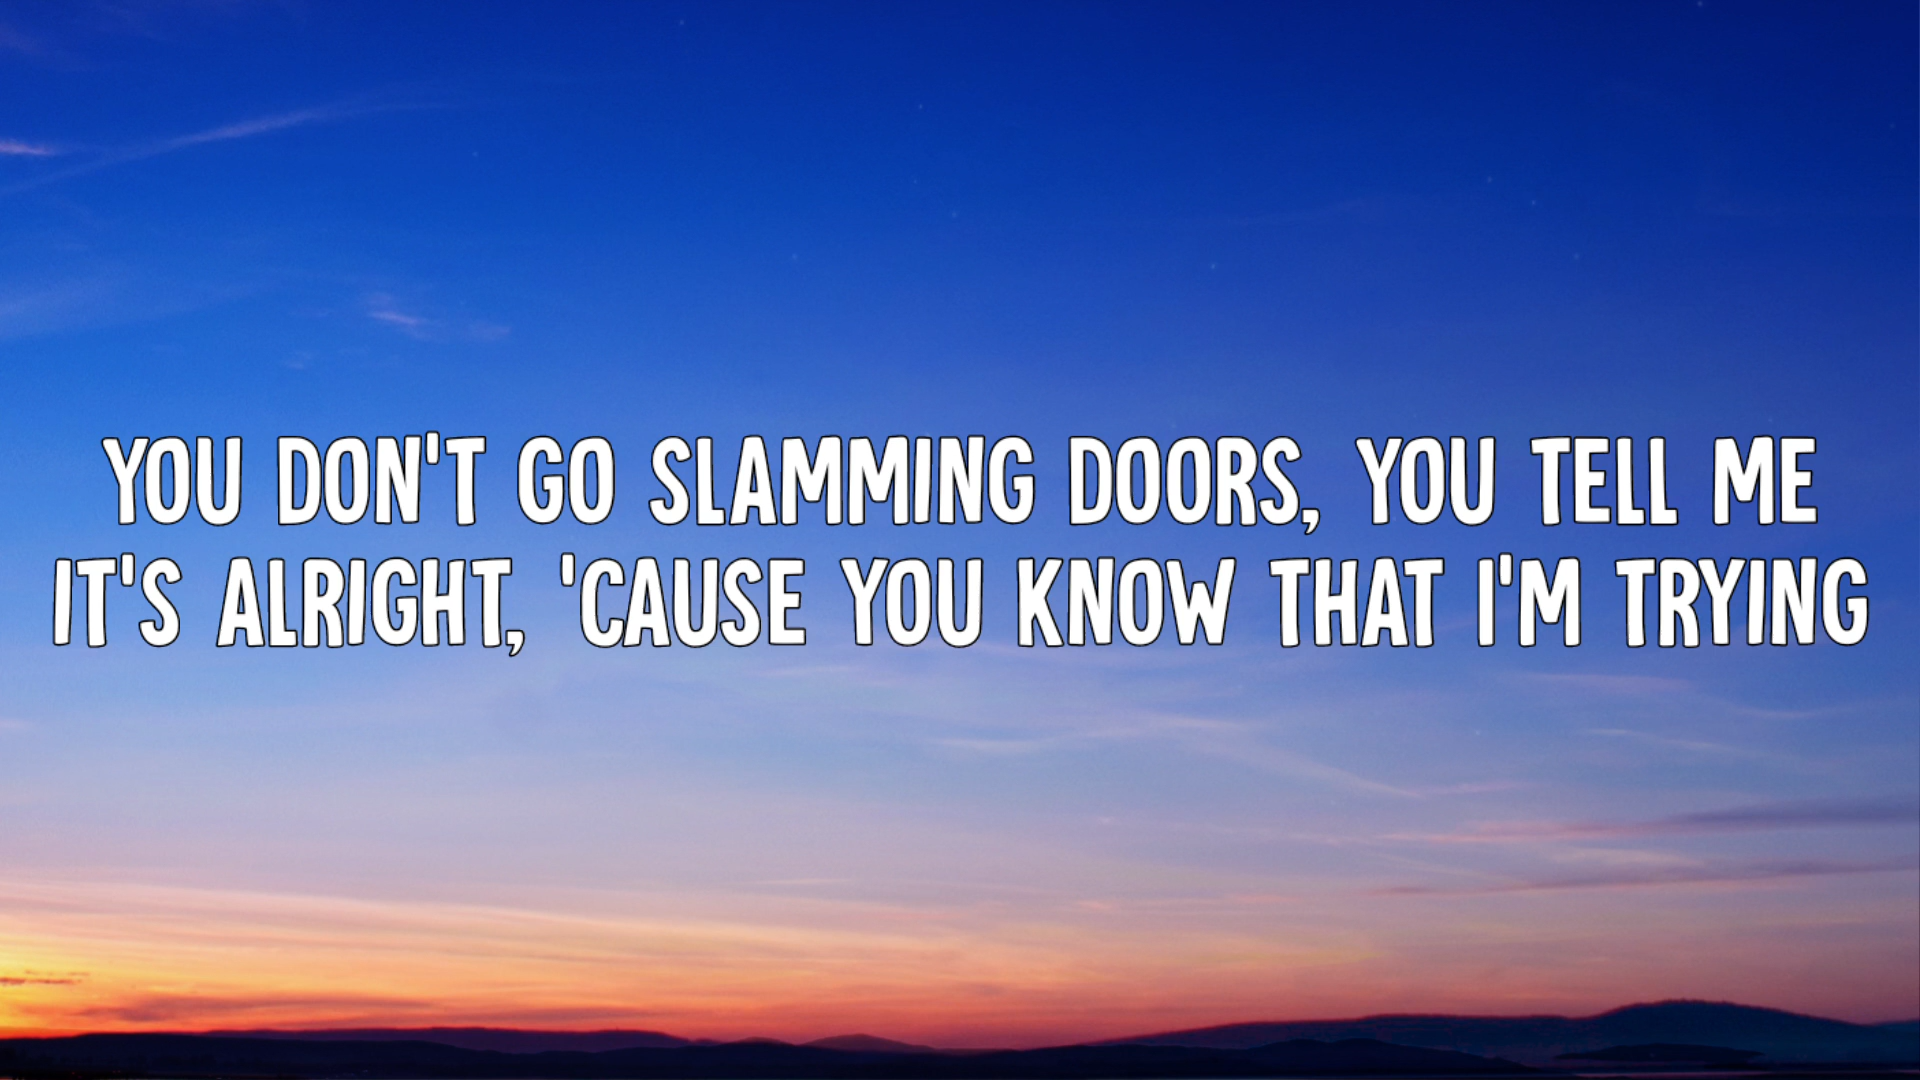 YOU DON'T GO SLAMMING DOORS, YOU TELL ME
IT'S ALRIGHT, 'CAUSE YOU KNOW THAT I'M TRYING